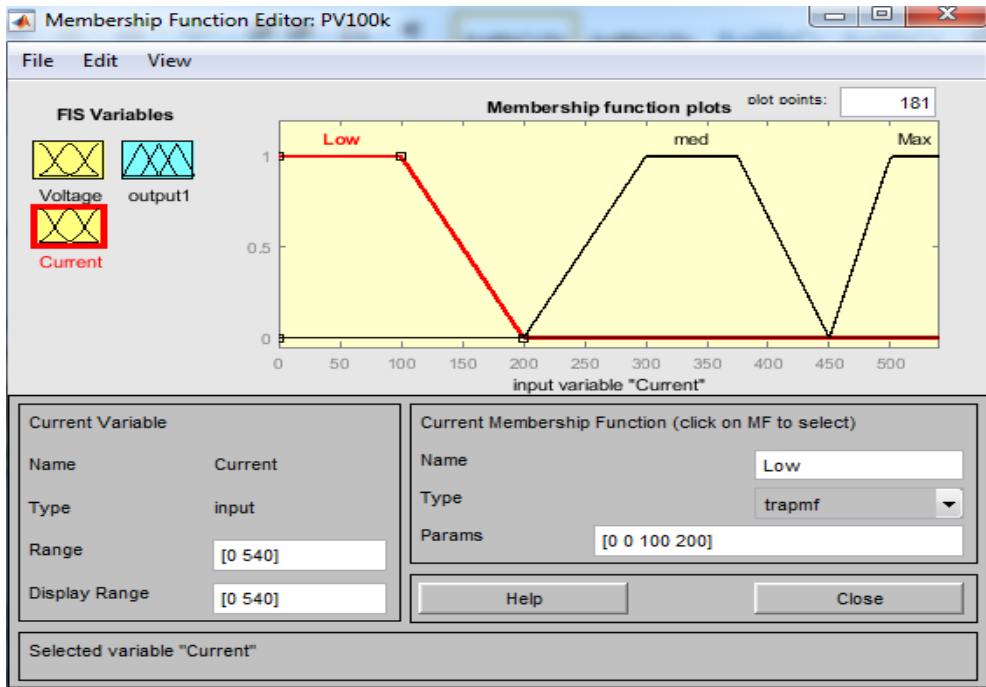 Membership Function Editor: PV100k
File Edit View
FIS Variables
Voltage
output1
Current
Membership function plots
plot points:
181
Low
med
Max
1
0.5
0
0 50 100 150 200 250 300 350 400 450 500
input variable "Current"
Current Variable
Name Current
Type input
Range [0 540]
Display Range [0 540]
Current Membership Function (click on MF to select)
Name Low
Type trapmf
Params [0 0 100 200]
Help
Close
Selected variable "Current"